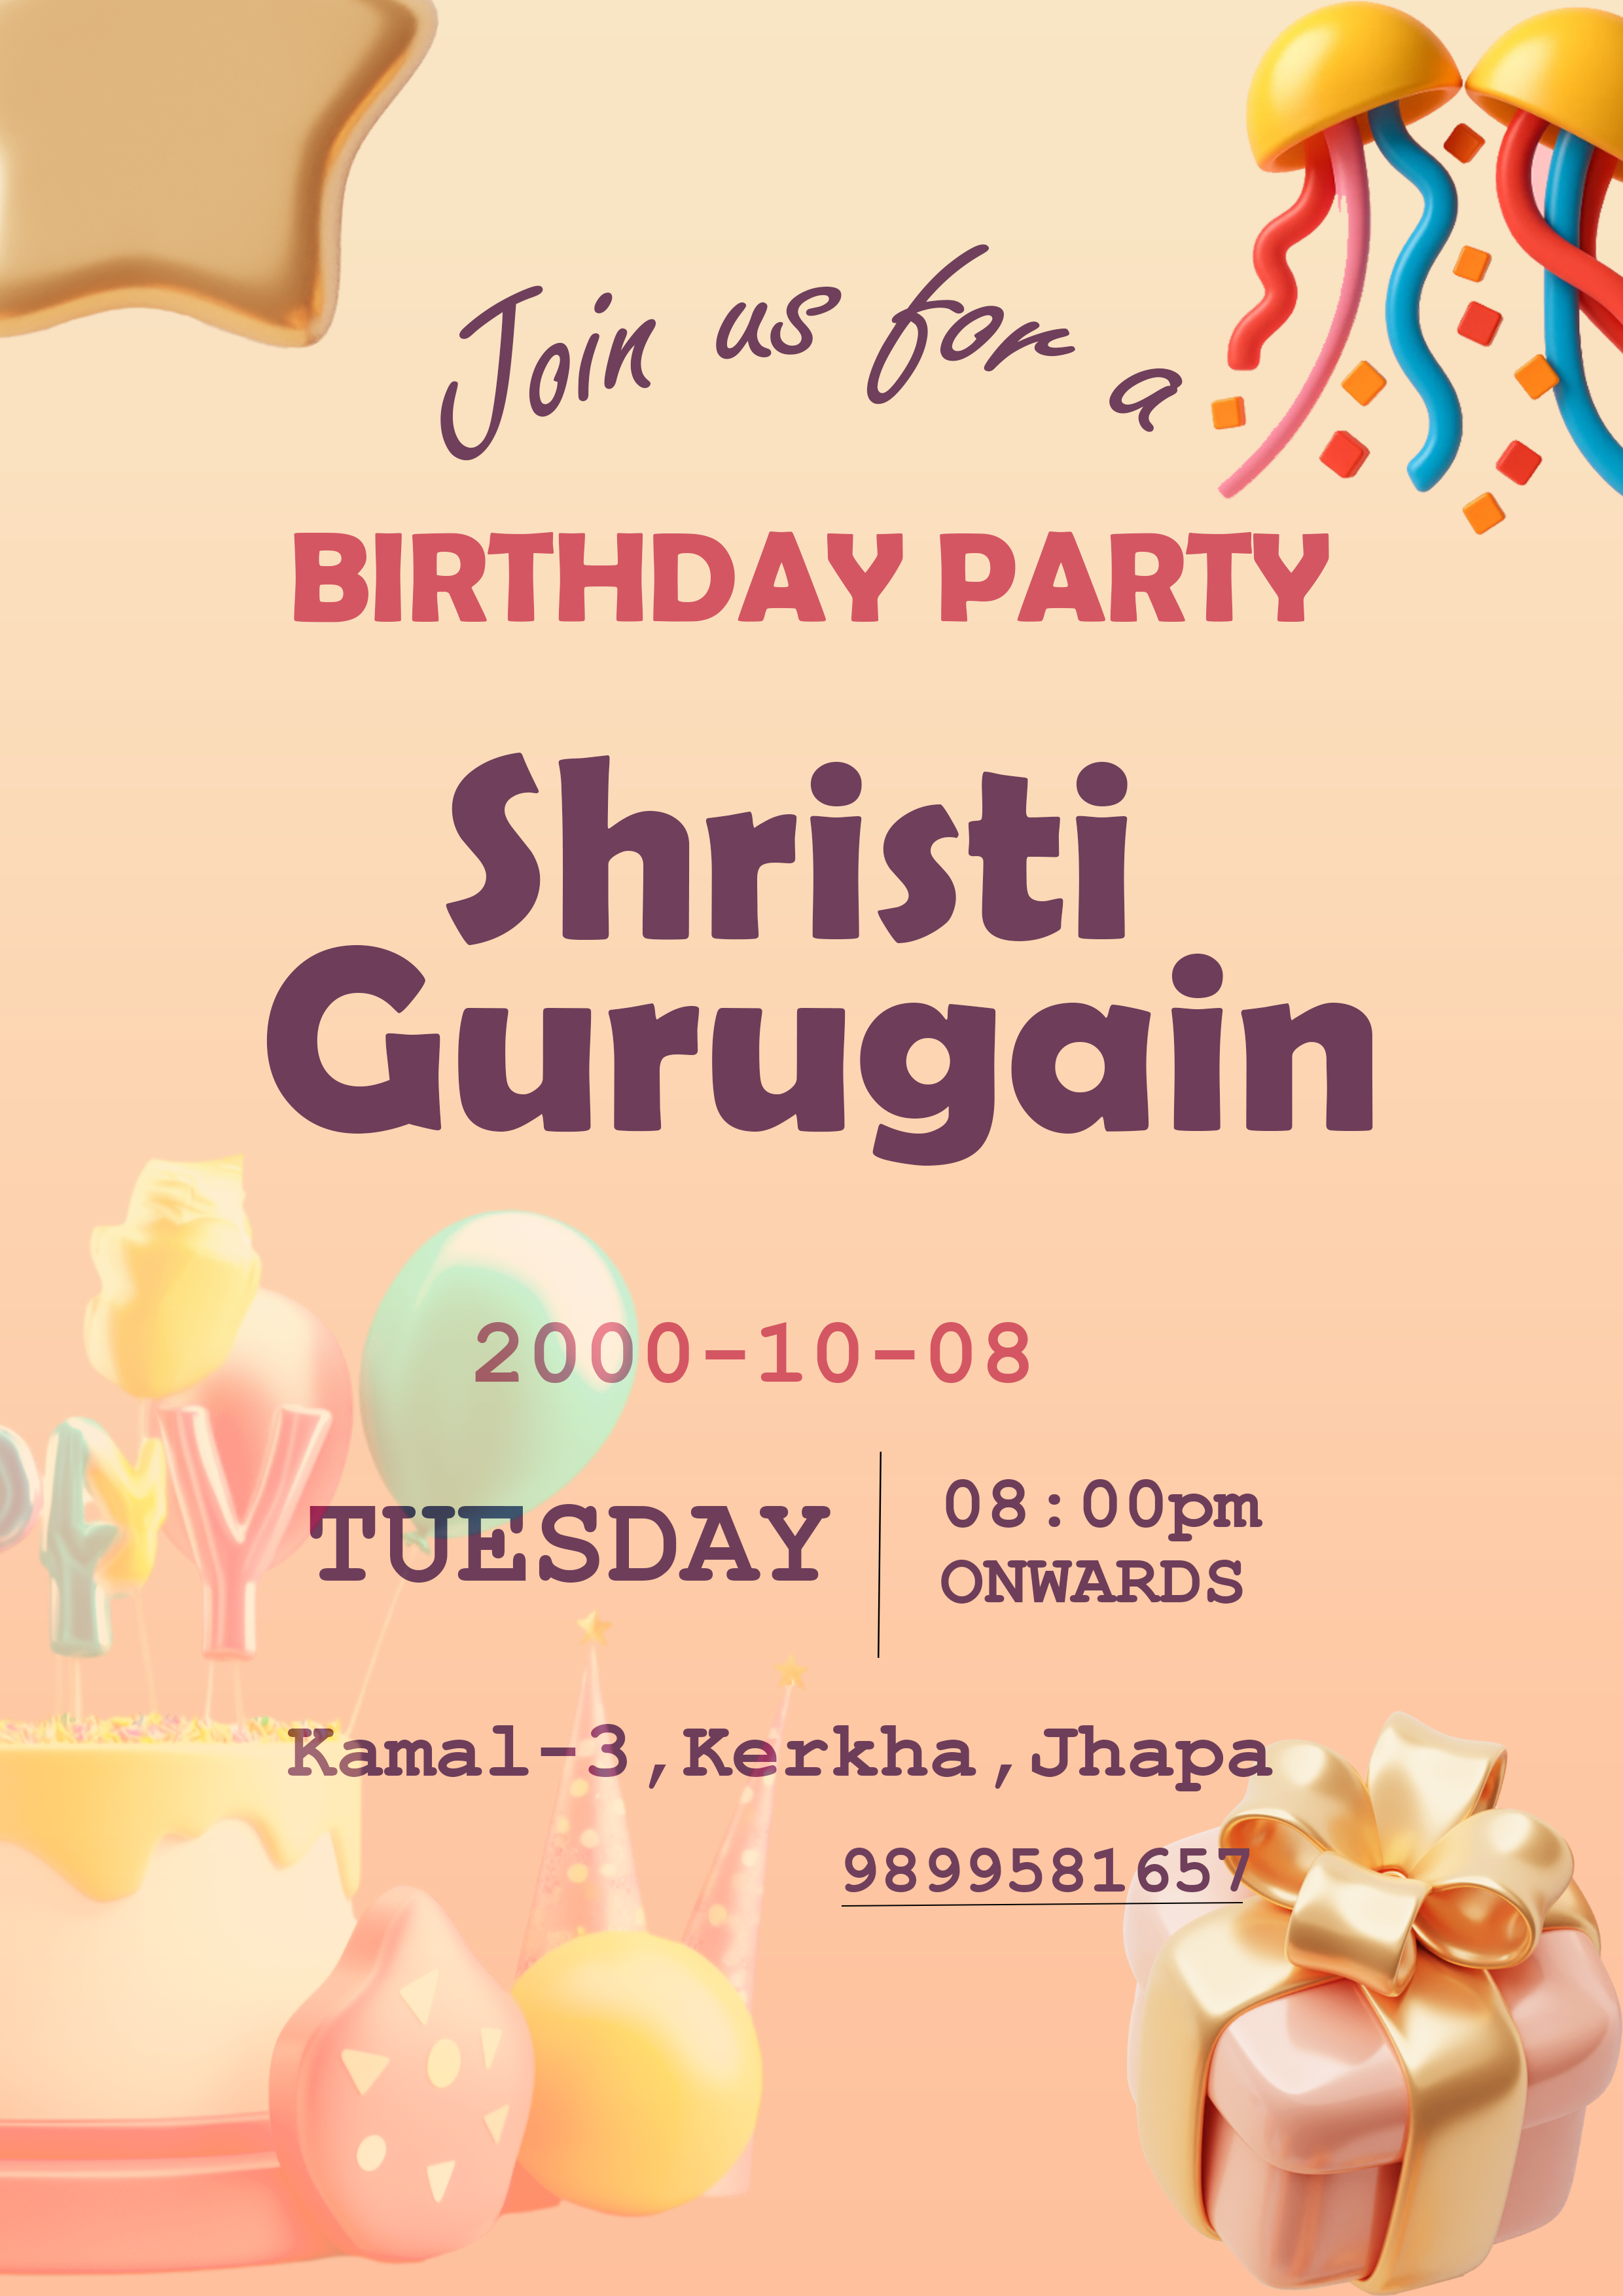 Join us for a
BIRTHDAY PARTY
Shristi
Gurugain
2000-10-08
TUESDAY
08:00pm
ONWARDS
Kamal-3,Kerkha,Jhapa
9899581657